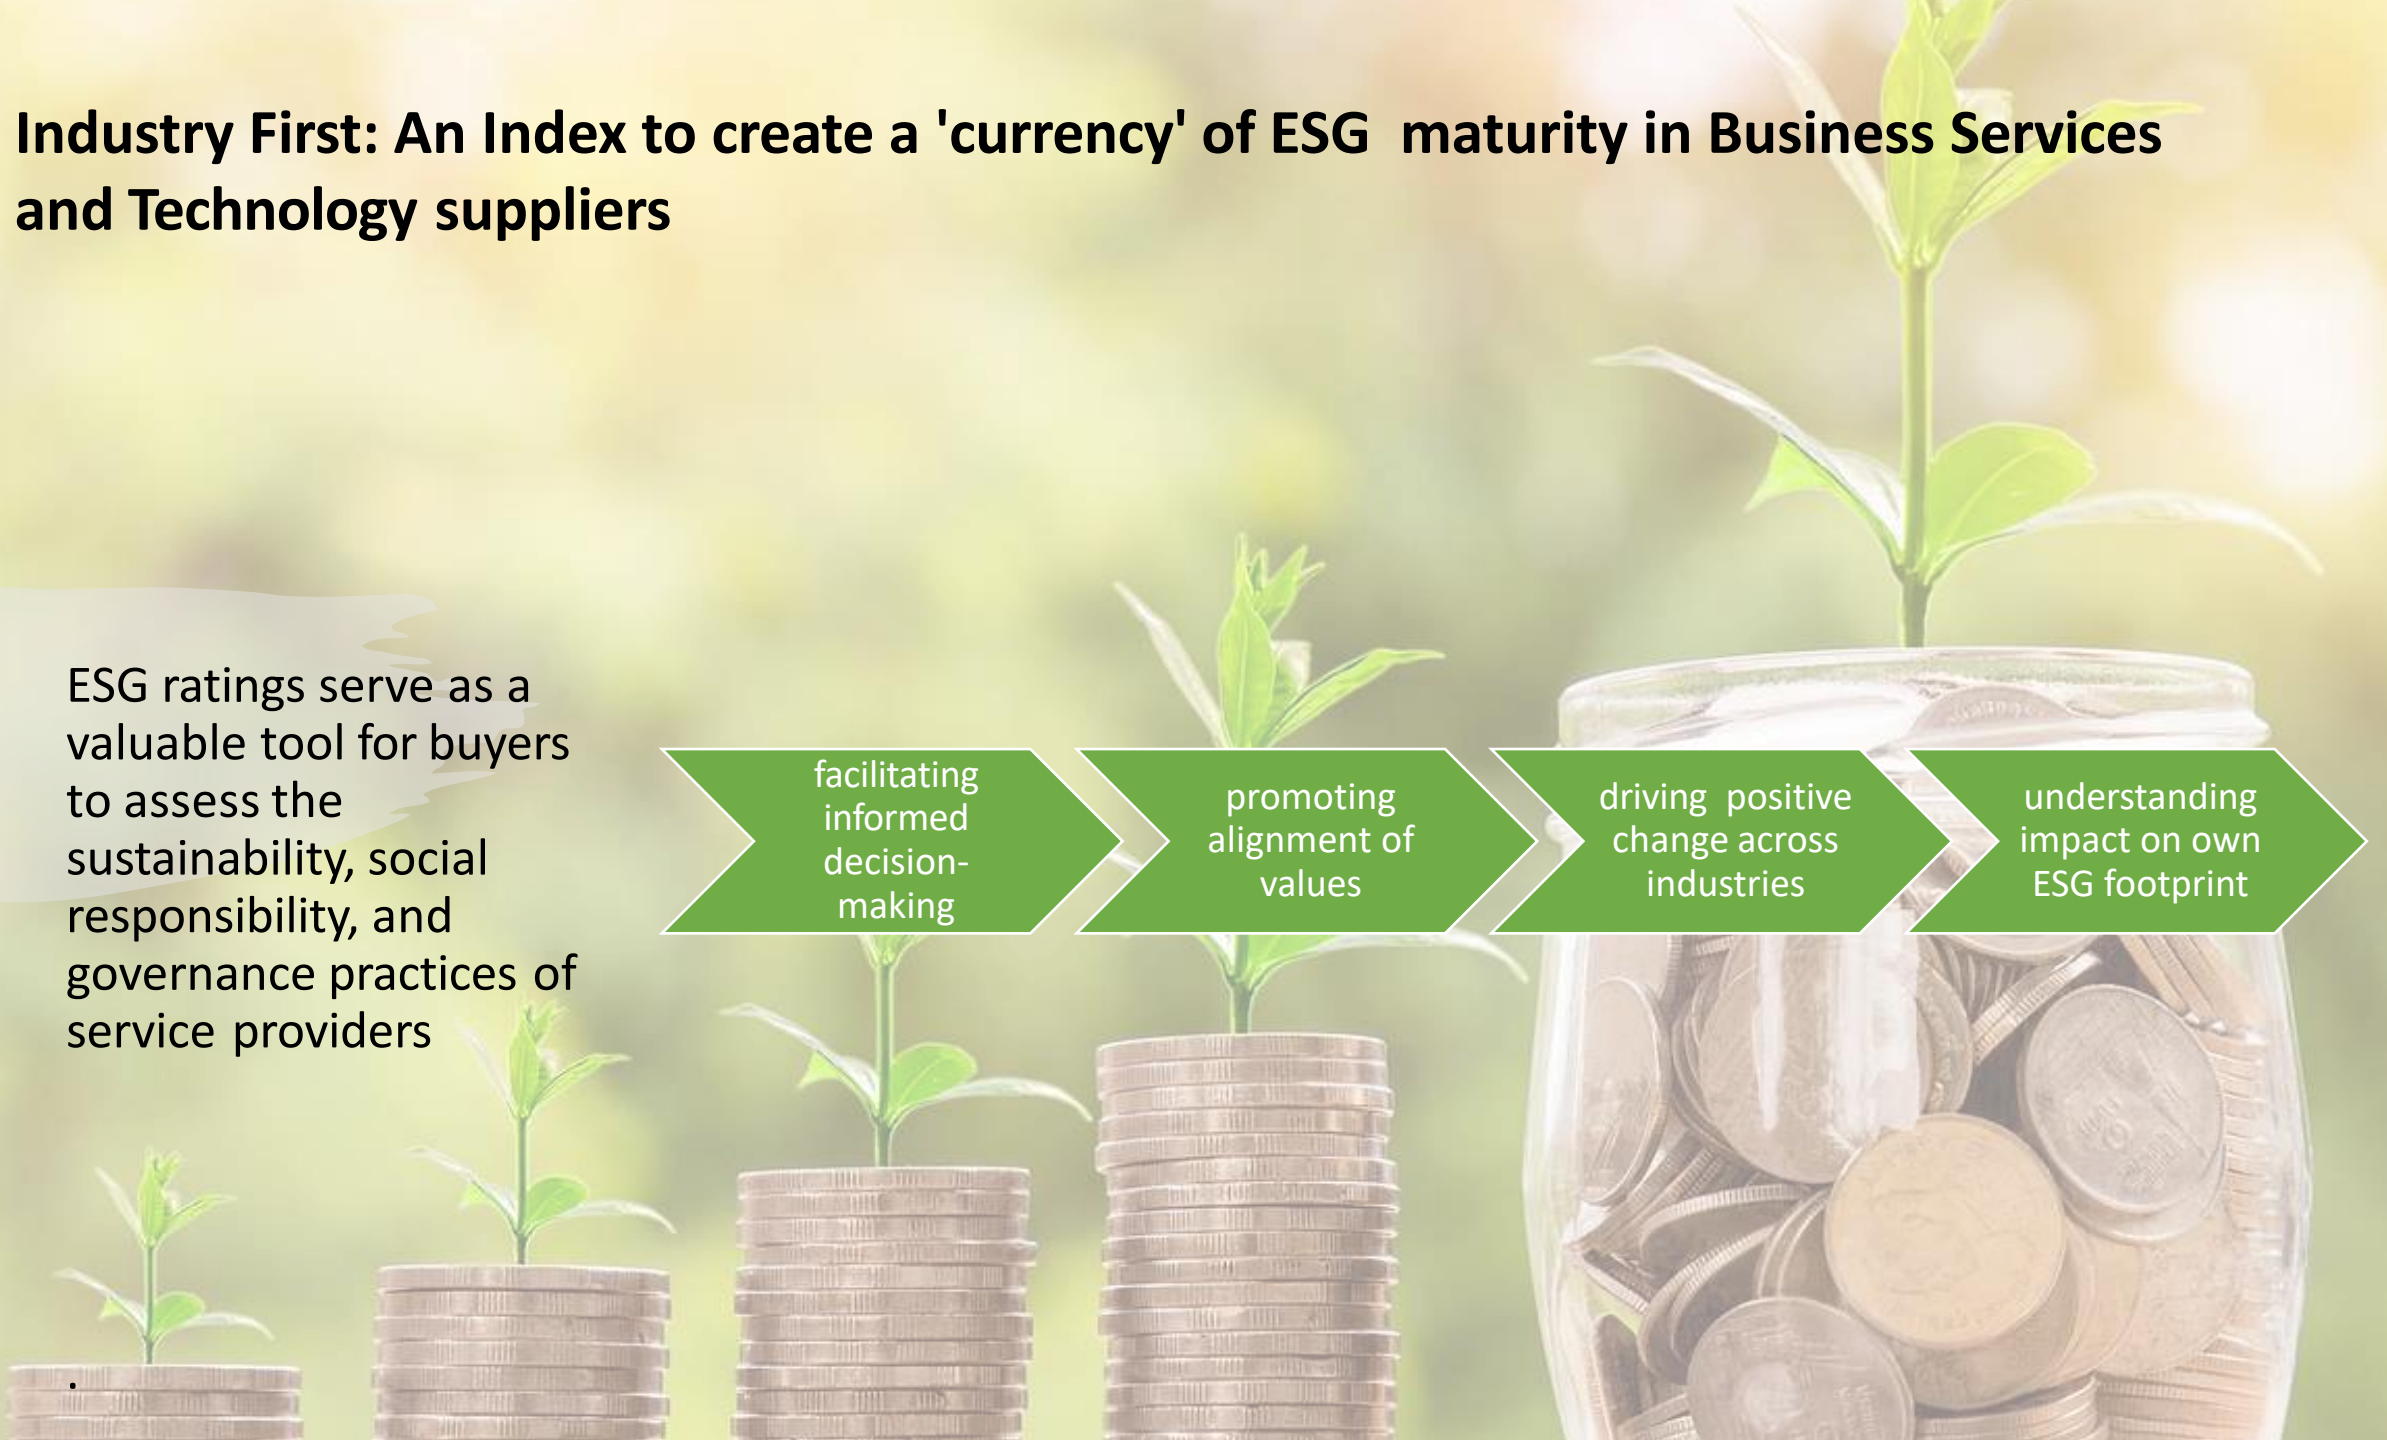 Industry First: An Index to create a 'currency' of ESG  maturity in Business Services
and Technology suppliers
ESG ratings serve as a
valuable tool for buyers
to assess the
sustainability, social
responsibility, and
governance practices of
service providers
facilitating
informed
decision-
making
promoting
alignment of
values
driving  positive
change across
industries
understanding
impact on own
ESG footprint
.